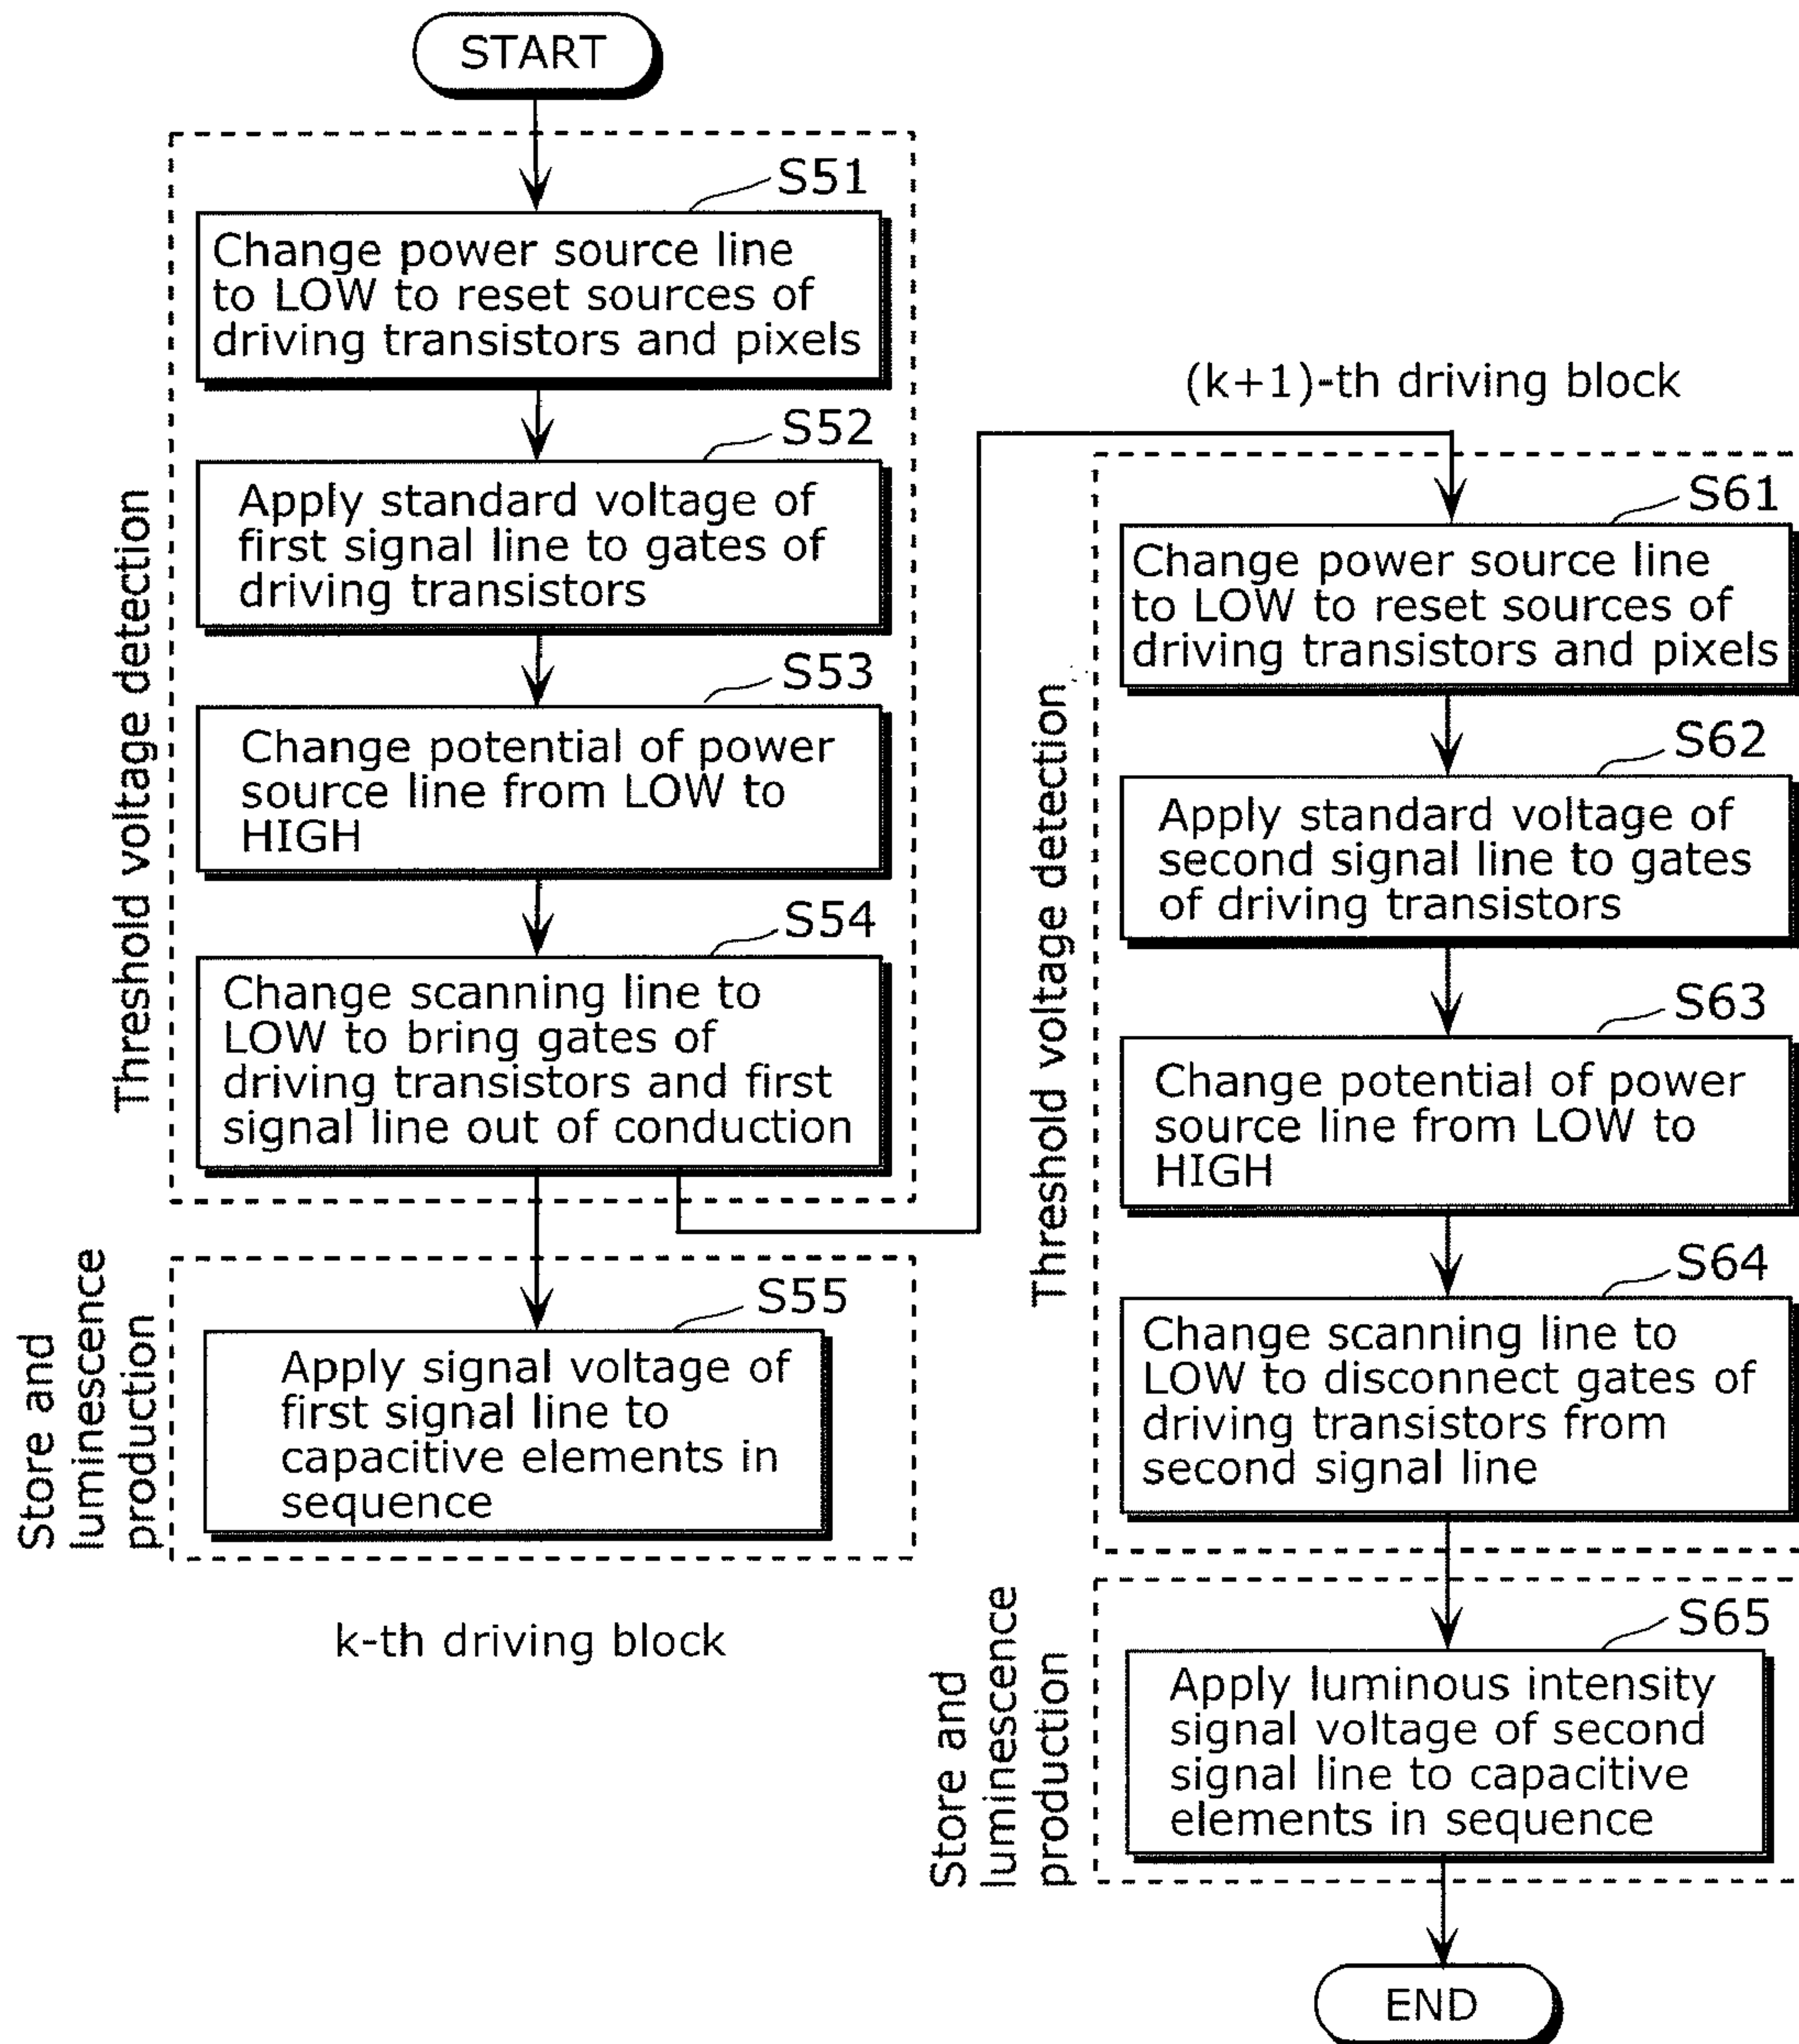 START
Threshold voltage detection
S51
Change power source line
to LOW to reset sources of
driving transistors and pixels
S52
Apply standard voltage of
first signal line to gates of
driving transistors
S53
Change potential of power
source line from LOW to
HIGH
S54
Change scanning line to
LOW to bring gates of
driving transistors and first
signal line out of conduction
Store and
luminescence
production
S55
Apply signal voltage of
first signal line to
capacitive elements in
sequence
k-th driving block
(k+1)-th driving block
Threshold voltage detection
S61
Change power source line
to LOW to reset sources of
driving transistors and pixels
S62
Apply standard voltage of
second signal line to gates
of driving transistors
S63
Change potential of power
source line from LOW to
HIGH
S64
Change scanning line to
LOW to disconnect gates of
driving transistors from
second signal line
Store and
luminescence
production
S65
Apply luminous intensity
signal voltage of second
signal line to capacitive
elements in sequence
END